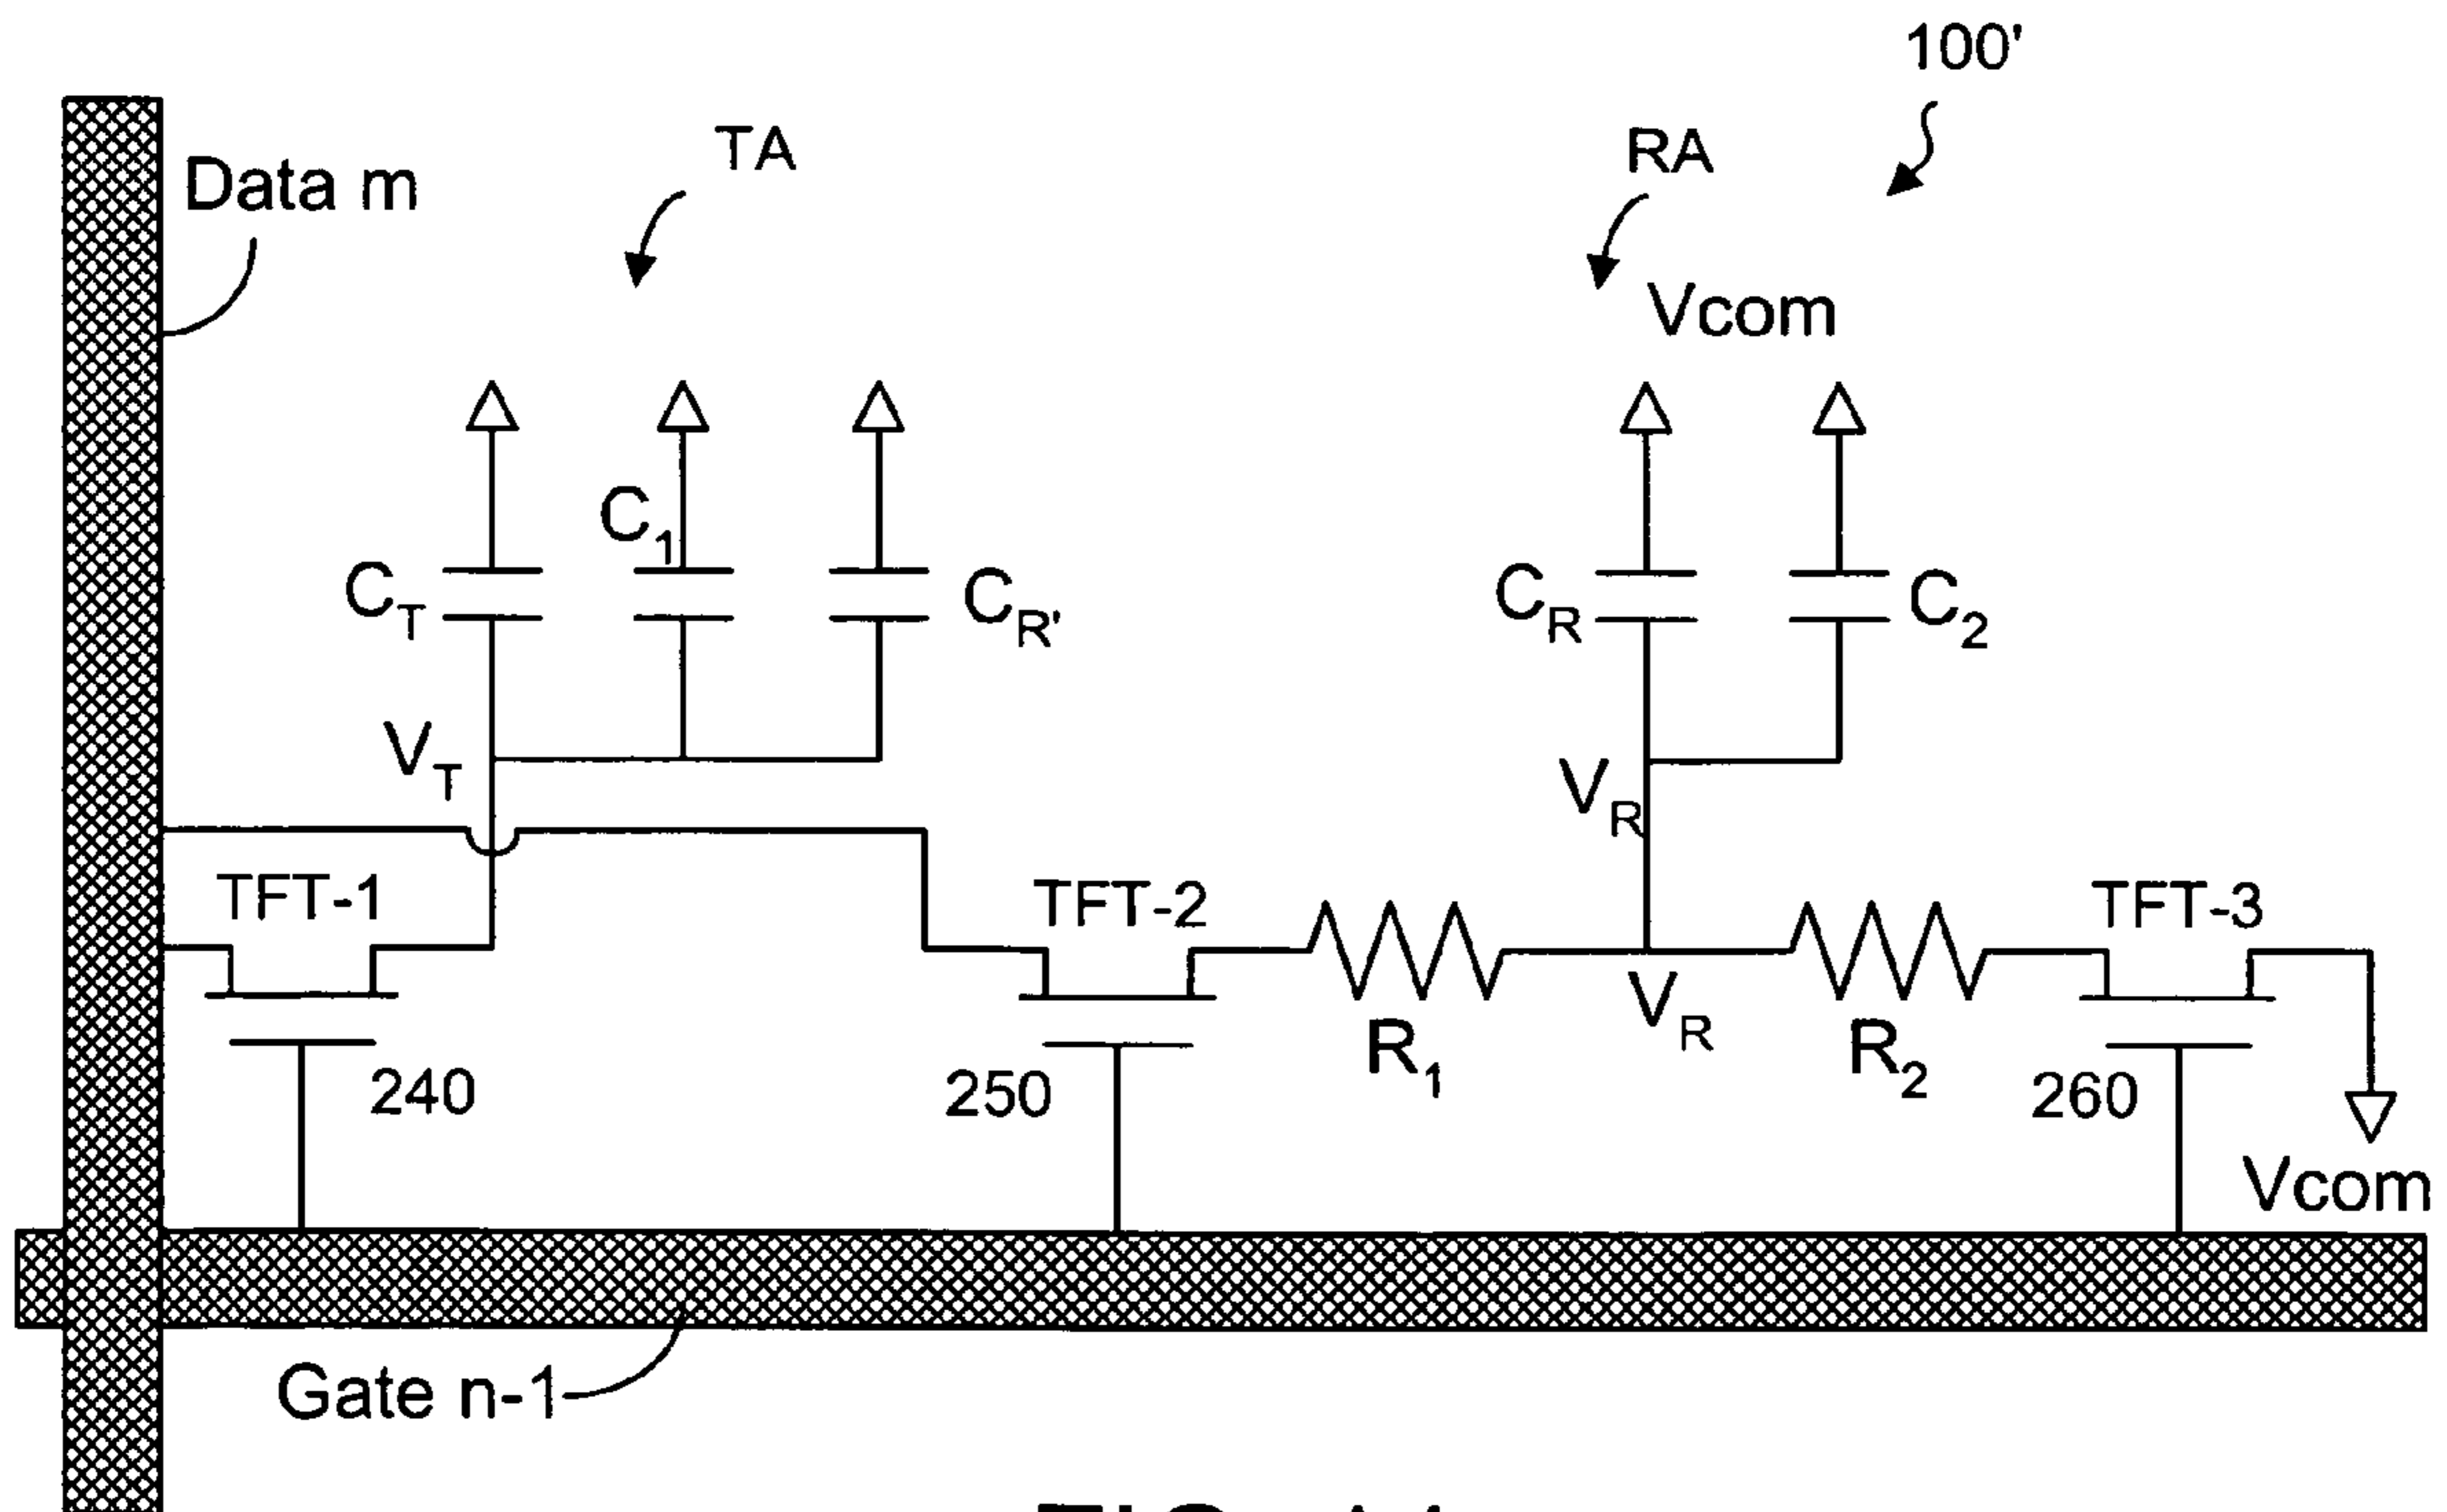 100'
TA
RA
Data m
Vcom
C1
CT
CR'
CR
C2
VT
VR
TFT-1
TFT-2
TFT-3
VR
R1
R2
240
250
260
Vcom
Gate n-1